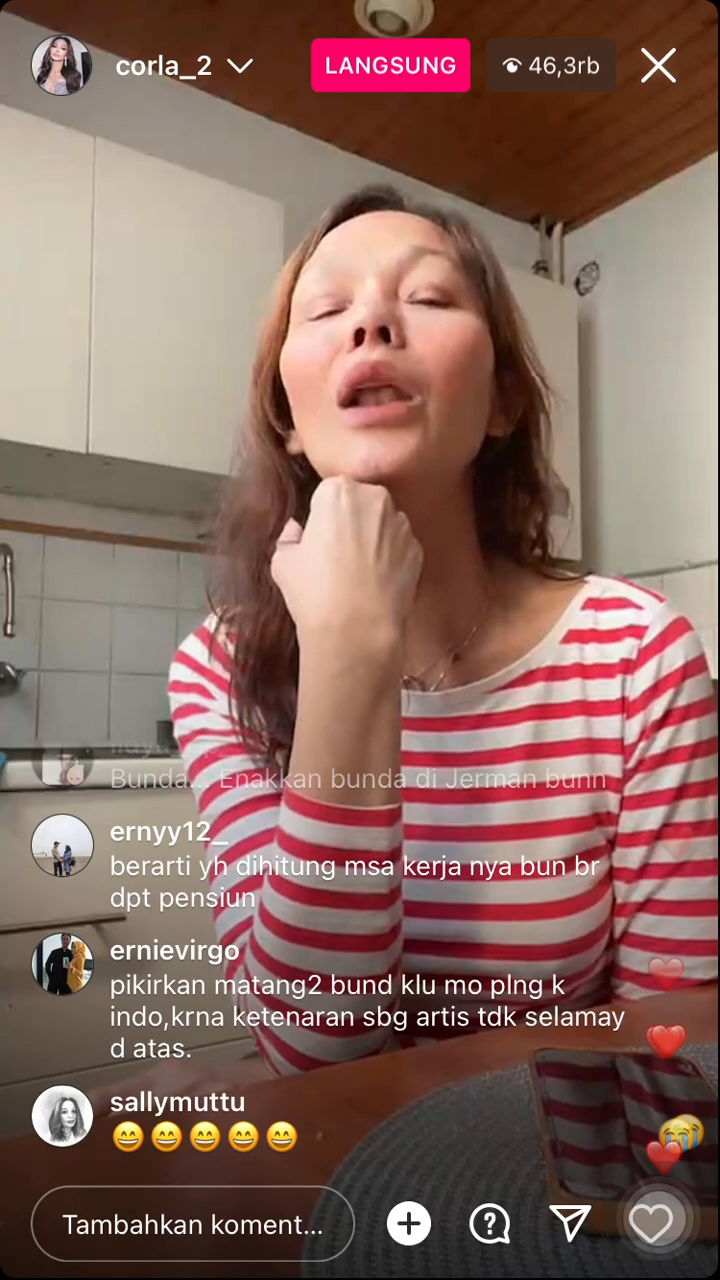 corla_2
LANGSUNG
46,3rb
Bunda... Enakkan bunda di Jerman bunn
ernyy12_
berarti yh dihitung msa kerja nya bun br
dpt pensiun
ernievirgo
pikirkan matang2 bund klu mo plng k
indo,krna ketenaran sbg artis tdk selamay
d atas.
sallymuttu
😄😄😄😄😄
Tambahkan koment...